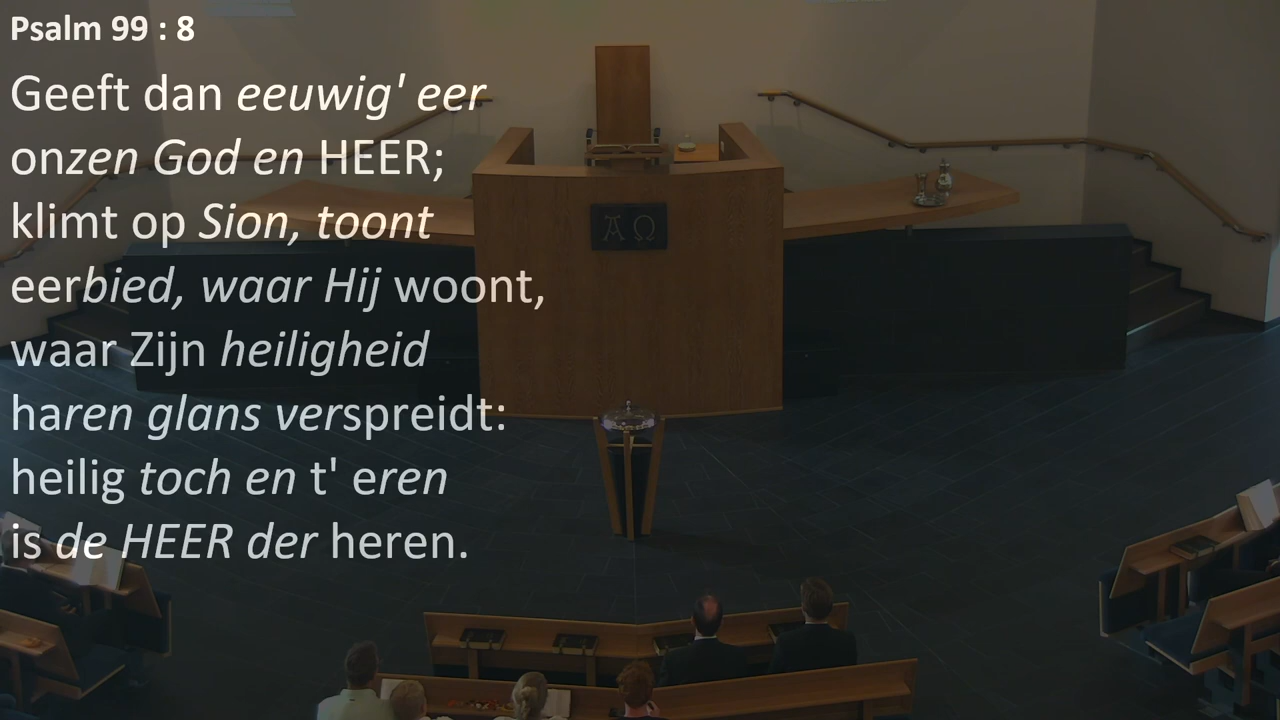 Psalm 99 : 8
Geeft dan eeuwig' eer
onzen God en HEER;
klimt op Sion, toont
eerbied, waar Hij woont,
waar Zijn heiligheid
haren glans verspreidt:
heilig toch en t' eren
is de HEER der heren.
Α Ω